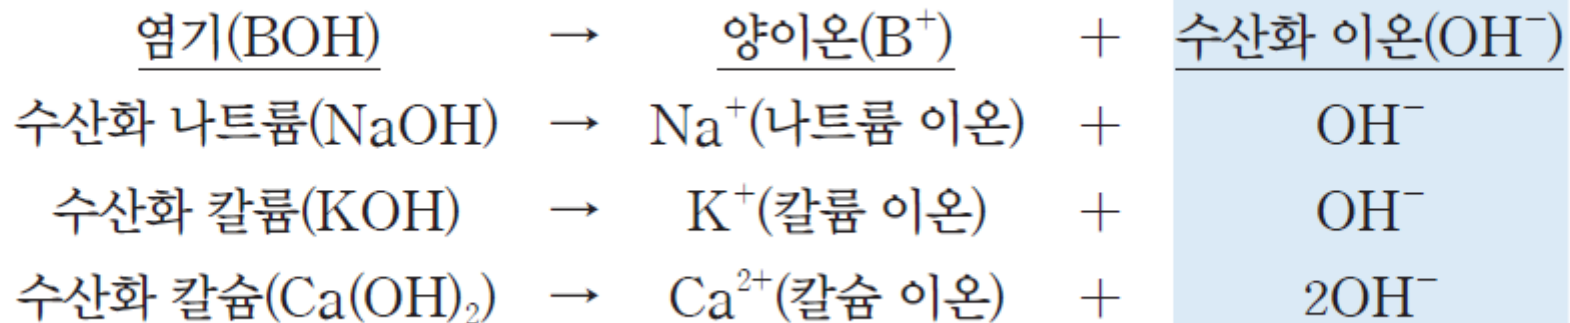 염기(BOH) → 양이온(B⁺) + 수산화 이온(OH⁻)
수산화 나트륨(NaOH) → Na⁺(나트륨 이온) + OH⁻
수산화 칼륨(KOH) → K⁺(칼륨 이온) + OH⁻
수산화 칼슘(Ca(OH)₂) → Ca²⁺(칼슘 이온) + 2OH⁻